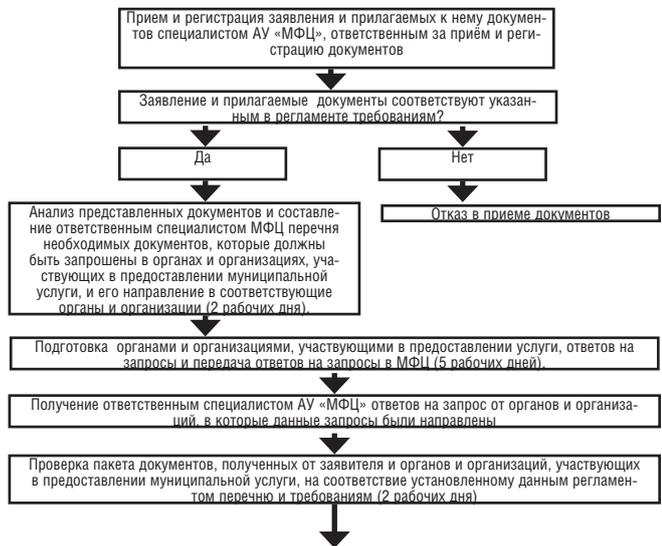 Прием и регистрация заявления и прилагаемых к нему докумен-
тов специалистом АУ «МФЦ», ответственным за приём и реги-
страцию документов
Заявление и прилагаемые документы соответствуют указан-
ным в регламенте требованиям?
Да
Нет
Анализ представленных документов и составле-
ние ответственным специалистом МФЦ перечня
необходимых документов, которые должны
быть запрошены в органах и организациях, уча-
ствующих в предоставлении муниципальной
услуги, и его направление в соответствующие
органы и организации (2 рабочих дня).
Отказ в приеме документов
Подготовка органами и организациями, участвующими в предоставлении услуги, ответов на
запросы и передача ответов на запросы в МФЦ (5 рабочих дней).
Получение ответственным специалистом АУ «МФЦ» ответов на запрос от органов и организа-
ций, в которые данные запросы были направлены
Проверка пакета документов, полученных от заявителя и органов и организаций, участвующих
в предоставлении муниципальной услуги, на соответствие установленному данным регламен-
том перечню и требованиям (2 рабочих дня)